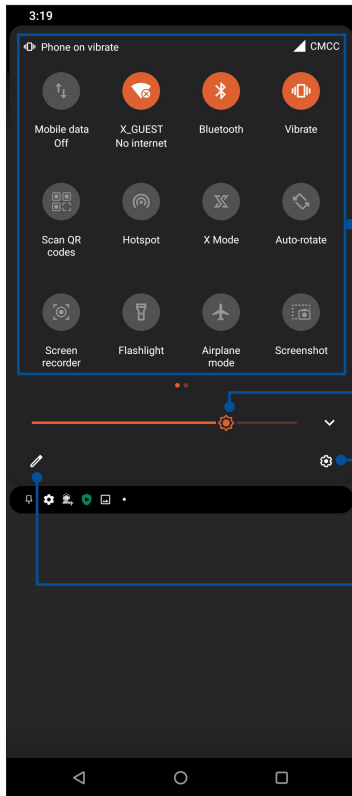 3:19
Phone on vibrate CMCC
Mobile data X_GUEST Bluetooth Vibrate
Off No internet
Scan QR Hotspot X Mode Auto-rotate
codes
Screen Flashlight Airplane Screenshot
recorder mode